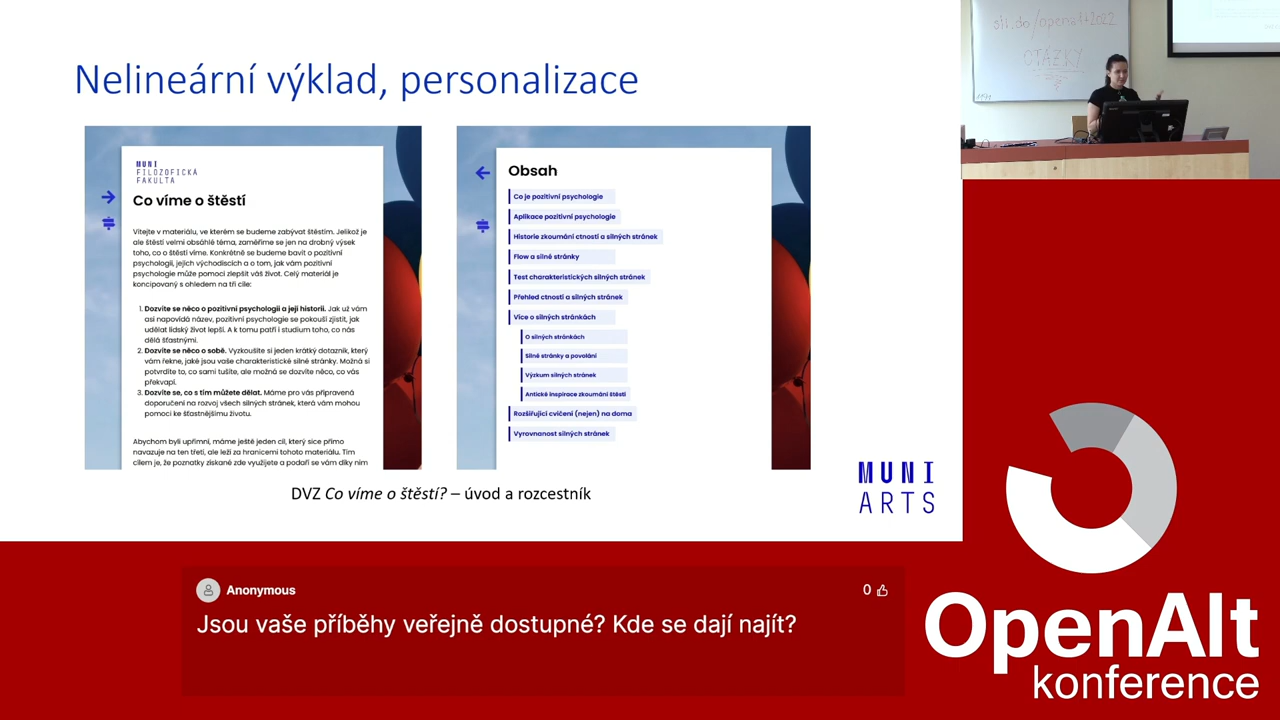 Nelineární výklad, personalizace
MUNI
FILOZOFICKÁ
FAKULTA
Co víme o štěstí
Vítejte v materiálu, ve kterém se budeme zabývat štěstím. Jelikož je
ale štěstí velmi obsáhlé téma, zaměříme se jen na drobný výsek
toho, co o štěstí víme. Konkrétně se budeme bavit o pozitivní
psychologii, jejích východiscích a o tom, jak vám pozitivní
psychologie může pomoci zlepšit váš život. Celý materiál je
koncipovaný s ohledem na tři cíle:
1. Dozvíte se něco o pozitivní psychologii a její historii. Jak už vám
asi napovídá název, pozitivní psychologie se pokouší zjistit, jak
udělat lidský život lepší. A k tomu patří i studium toho, co nás
dělá šťastnými.
2. Dozvíte se něco o sobě. Vyzkoušíte si jeden krátký dotazník, který
vám řekne, jaké jsou vaše charakteristické silné stránky. Možná si
potvrdíte to, co sami tušíte, ale možná se dozvíte něco, co vás
překvapí.
3. Dozvíte se, co s tím můžete dělat. Máme pro vás připravená
doporučení na rozvoj všech silných stránek, která vám mohou
pomoci ke šťastnějšímu životu.
Abychom byli upřímní, máme ještě jeden cíl, který sice přímo
navazuje na ten třetí, ale leží za hranicemi tohoto materiálu. Tím
cílem je, že poznatky získané zde využijete a podaří se vám díky nim
Obsah
Co je pozitivní psychologie
Aplikace pozitivní psychologie
Historie zkoumání ctností a silných stránek
Flow a silné stránky
Test charakteristických silných stránek
Přehled ctností a silných stránek
Více o silných stránkách
O silných stránkách
Silné stránky a povolání
Výzkum silných stránek
Antické inspirace zkoumání štěstí
Rozšiřující cvičení (nejen) na doma
Vyrovnanost silných stránek
DVZ Co víme o štěstí? – úvod a rozcestník
MUNI
ARTS
sli.do/openalt2022
OTÁZKY
Anonymous
0
Jsou vaše příběhy veřejně dostupné? Kde se dají najít?
OpenAlt
konference